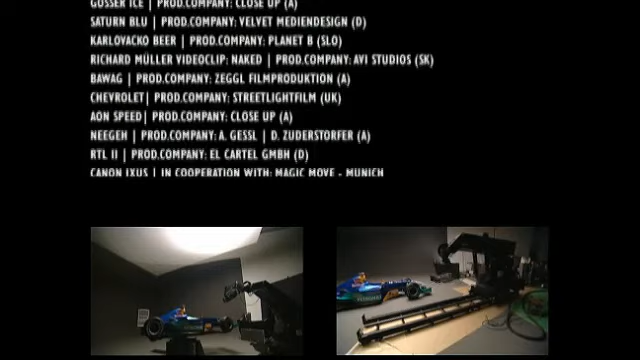 GÖSSER ICE | PROD.COMPANY: CLOSE UP (A)
SATURN BLU | PROD.COMPANY: VELVET MEDIENDESIGN (D)
KARLOVACKO BEER | PROD.COMPANY: PLANET B (SLO)
RICHARD MÜLLER VIDEOCLIP: NAKED | PROD.COMPANY: AVI STUDIOS (SK)
BAWAG | PROD.COMPANY: ZEGGL FILMPRODUKTION (A)
CHEVROLET| PROD.COMPANY: STREETLIGHTFILM (UK)
AON SPEED| PROD.COMPANY: CLOSE UP (A)
NEEGEH | PROD.COMPANY: A. GESSL | D. ZUDERSTORFER (A)
RTL II | PROD.COMPANY: EL CARTEL GMBH (D)
CANON IXUS | IN COOPERATION WITH: MAGIC MOVE - MUNICH